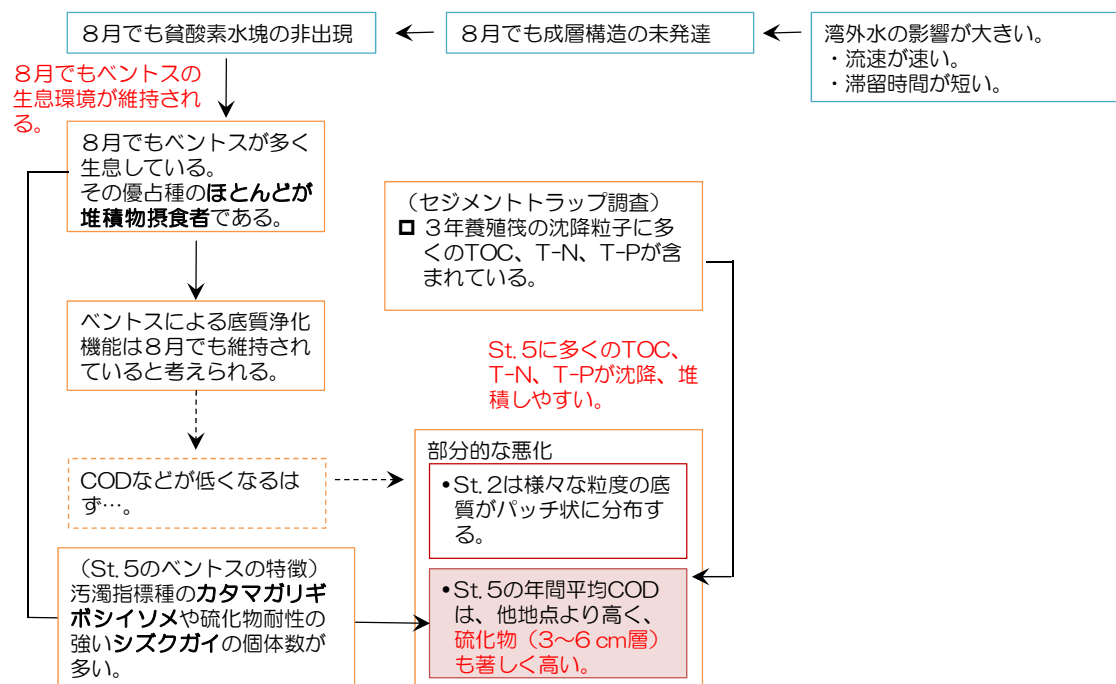 ８月でも貧酸素水塊の非出現
８月でも成層構造の未発達
湾外水の影響が大きい。
・流速が速い。
・滞留時間が短い。
８月でもベントスの
生息環境が維持され
る。
８月でもベントスが多く
生息している。
その優占種のほとんどが
堆積物摂食者である。
（セジメントトラップ調査）
３年養殖筏の沈降粒子に多
くのTOC、T-N、T-Pが含
まれている。
ベントスによる底質浄化
機能は８月でも維持され
ていると考えられる。
St.5に多くのTOC、
T-N、T-Pが沈降、堆
積しやすい。
CODなどが低くなるは
ず…。
部分的な悪化
•St.2は様々な粒度の底
質がパッチ状に分布す
る。
（St.5のベントスの特徴）
汚濁指標種のカタマガリギ
ボシイソメや硫化物耐性の
強いシズクガイの個体数が
多い。
•St.5の年間平均COD
は、他地点より高く、
硫化物（3〜6 cm層）
も著しく高い。